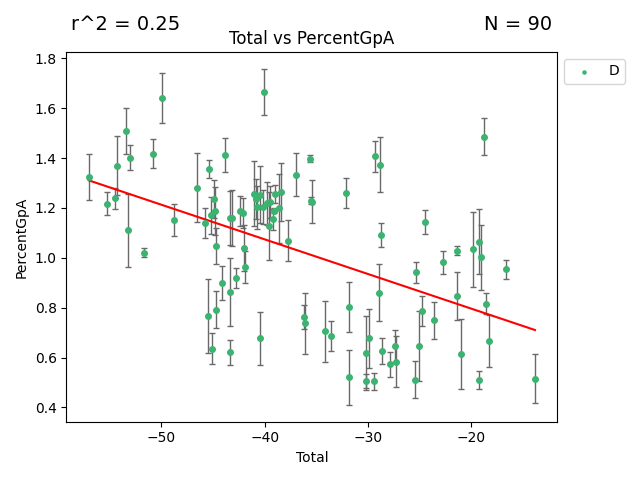 r^2 = 0.25
N = 90
Total vs PercentGpA
D
PercentGpA
1.8
1.6
1.4
1.2
1.0
0.8
0.6
0.4
−50
−40
−30
−20
Total